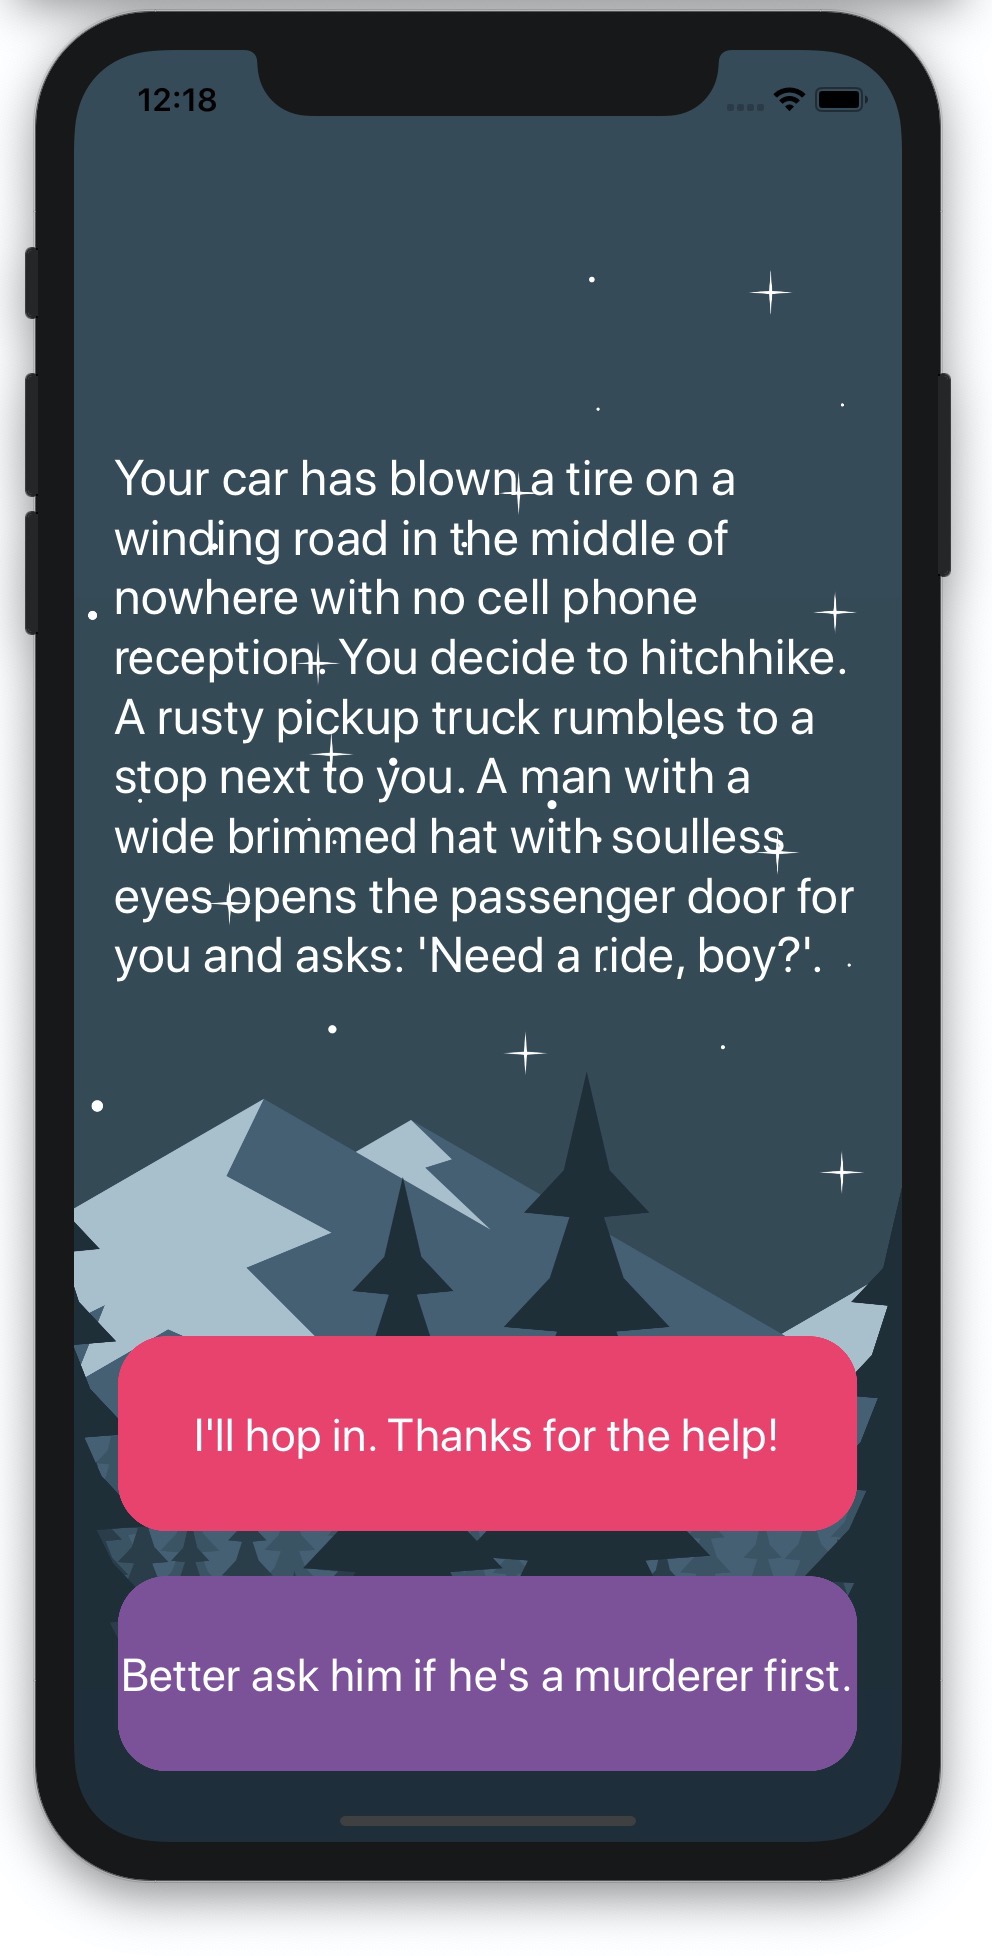 12:18
Your car has blown a tire on a
winding road in the middle of
nowhere with no cell phone
reception. You decide to hitchhike.
A rusty pickup truck rumbles to a
stop next to you. A man with a
wide brimmed hat with soulless
eyes opens the passenger door for
you and asks: 'Need a ride, boy?'.
I'll hop in. Thanks for the help!
Better ask him if he's a murderer first.